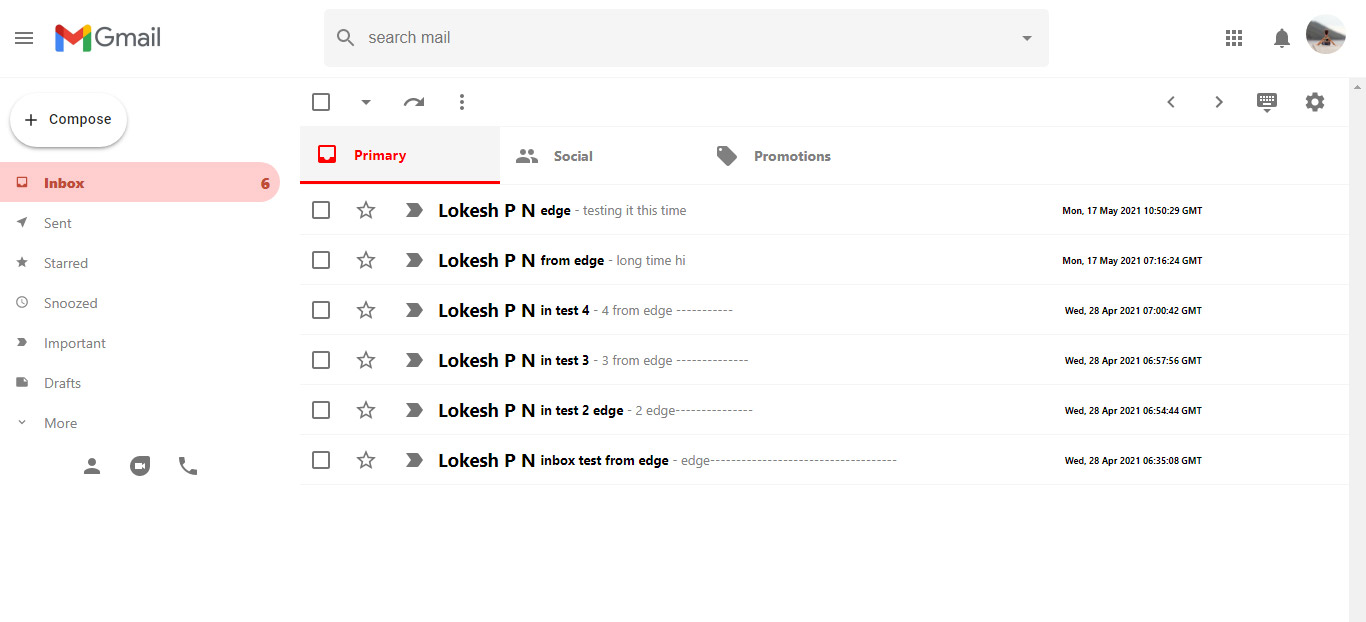 Gmail
search mail
Compose
Inbox 6
Sent
Starred
Snoozed
Important
Drafts
More
Primary Social Promotions
Lokesh P N edge - testing it this time Mon, 17 May 2021 10:50:29 GMT
Lokesh P N from edge - long time hi Mon, 17 May 2021 07:16:24 GMT
Lokesh P N in test 4 - 4 from edge ----------- Wed, 28 Apr 2021 07:00:42 GMT
Lokesh P N in test 3 - 3 from edge -------------- Wed, 28 Apr 2021 06:57:56 GMT
Lokesh P N in test 2 edge - 2 edge--------------- Wed, 28 Apr 2021 06:54:44 GMT
Lokesh P N inbox test from edge - edge------------------------------------ Wed, 28 Apr 2021 06:35:08 GMT